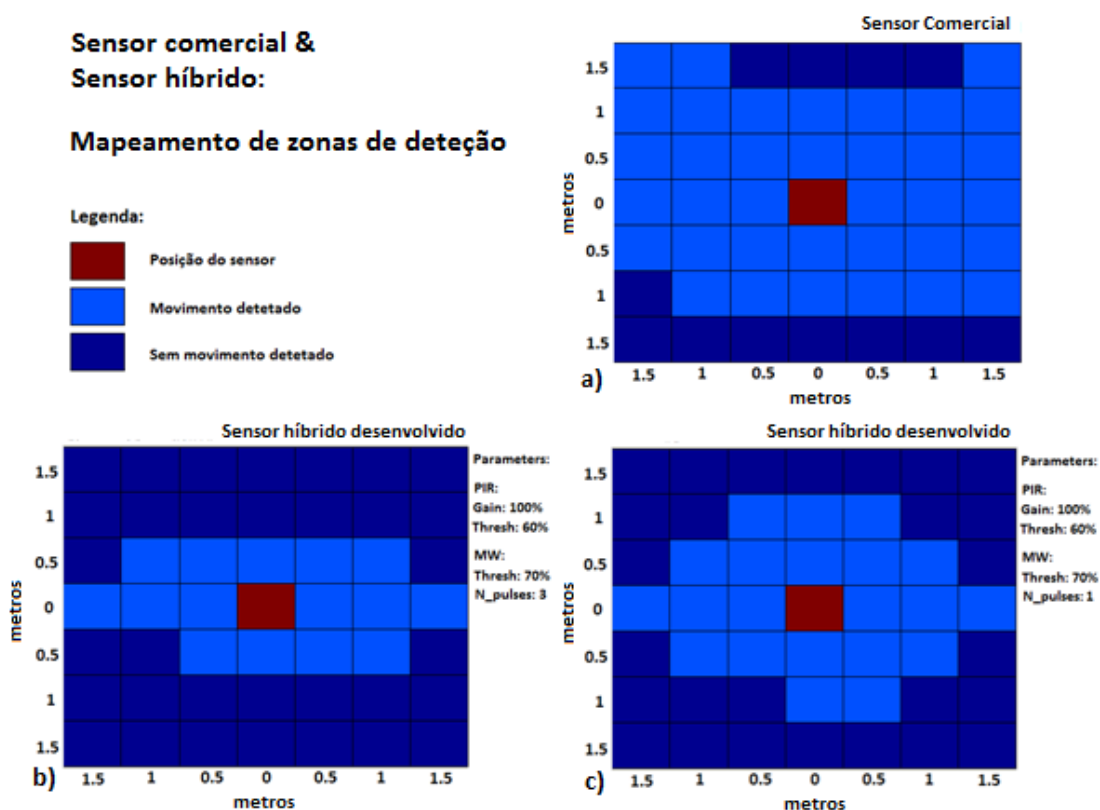 Sensor comercial &
Sensor híbrido:
Mapeamento de zonas de deteção
Legenda:
Posição do sensor
Movimento detetado
Sem movimento detetado
Sensor Comercial
1.5
1
0.5
0
0.5
1
1.5
metros
1.5 1 0.5 0 0.5 1 1.5
metros
a)
Sensor híbrido desenvolvido
1.5
1
0.5
0
0.5
1
1.5
metros
1.5 1 0.5 0 0.5 1 1.5
metros
b)
Parameters:
PIR:
Gain: 100%
Thresh: 60%
MW:
Thresh: 70%
N_pulses: 3
Sensor híbrido desenvolvido
1.5
1
0.5
0
0.5
1
1.5
metros
1.5 1 0.5 0 0.5 1 1.5
metros
c)
Parameters:
PIR:
Gain: 100%
Thresh: 60%
MW:
Thresh: 70%
N_pulses: 1